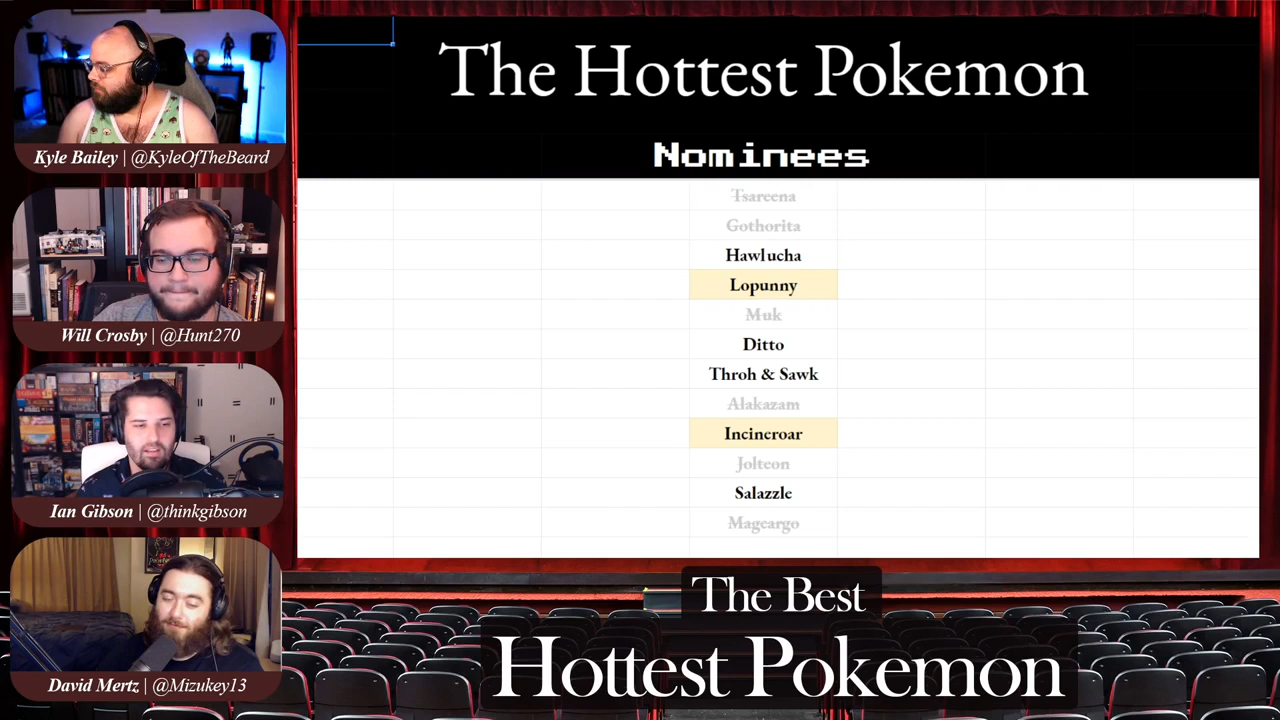 The Hottest Pokemon
Nominees
Tsareena
Gothorita
Hawlucha
Lopunny
Muk
Ditto
Throh & Sawk
Alakazam
Incineroar
Jolteon
Salazzle
Magcargo
Kyle Bailey | @KyleOfTheBeard
Will Crosby | @Hunt270
Ian Gibson | @thinkgibson
David Mertz | @Mizukey13
The Best
Hottest Pokemon